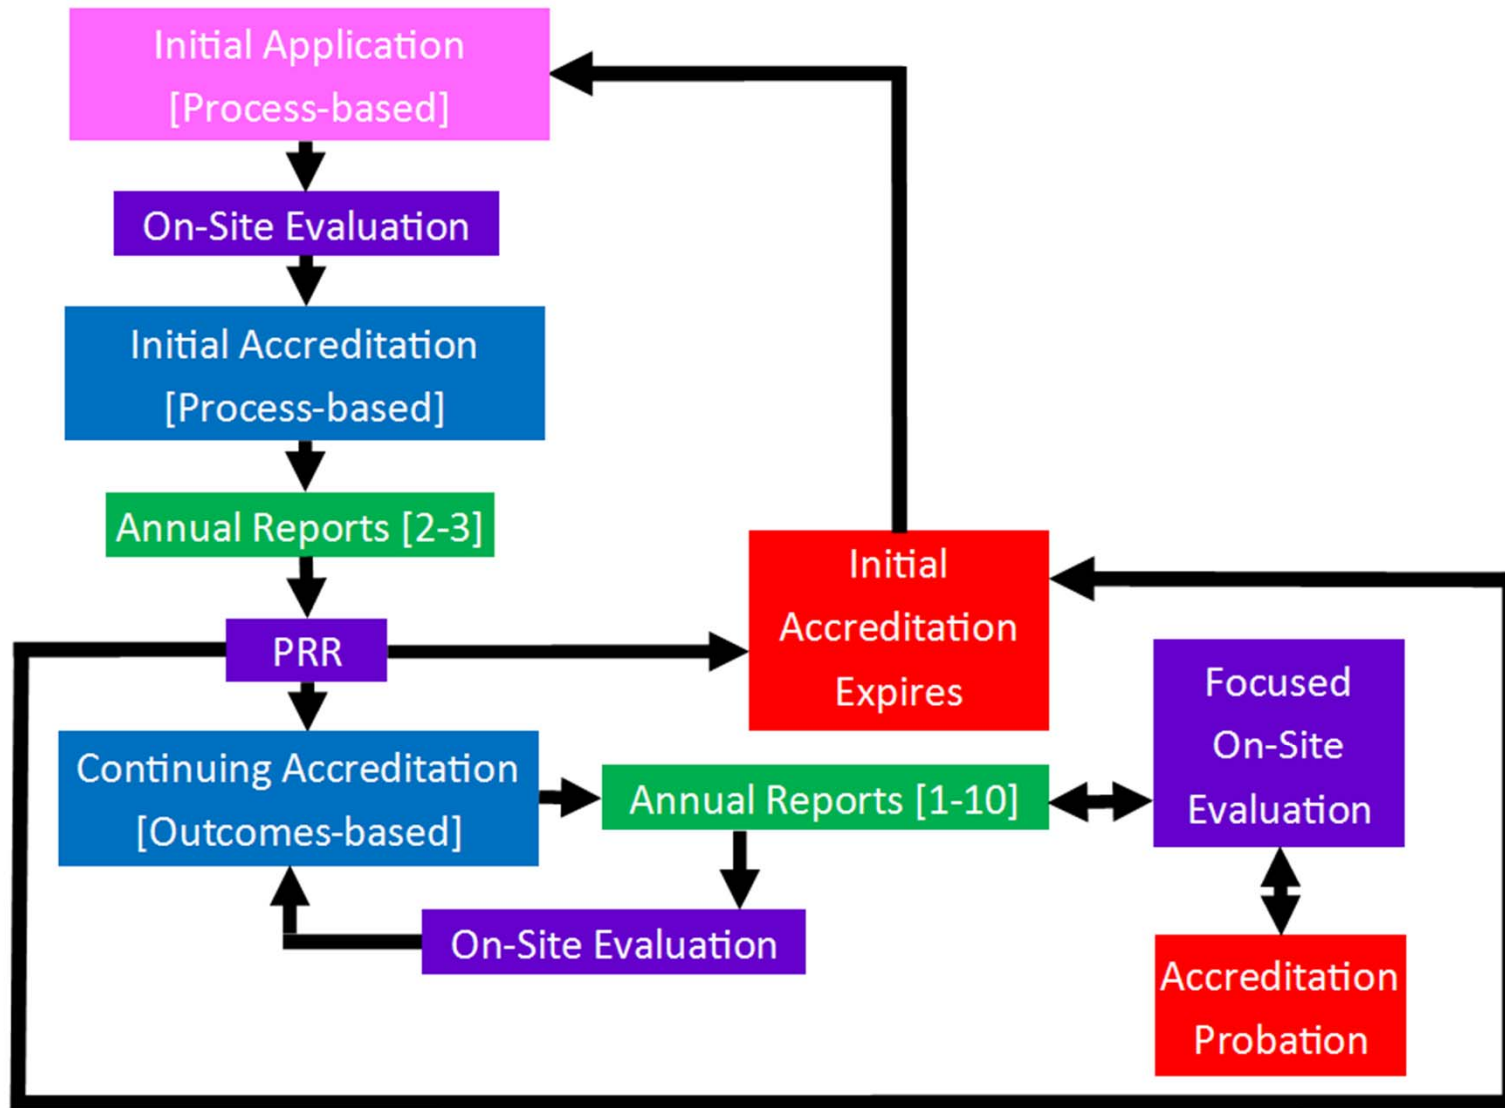 Initial Application
[Process-based]
On-Site Evaluation
Initial Accreditation
[Process-based]
Annual Reports [2-3]
PRR
Initial
Accreditation
Expires
Continuing Accreditation
[Outcomes-based]
Annual Reports [1-10]
Focused
On-Site
Evaluation
On-Site Evaluation
Accreditation
Probation